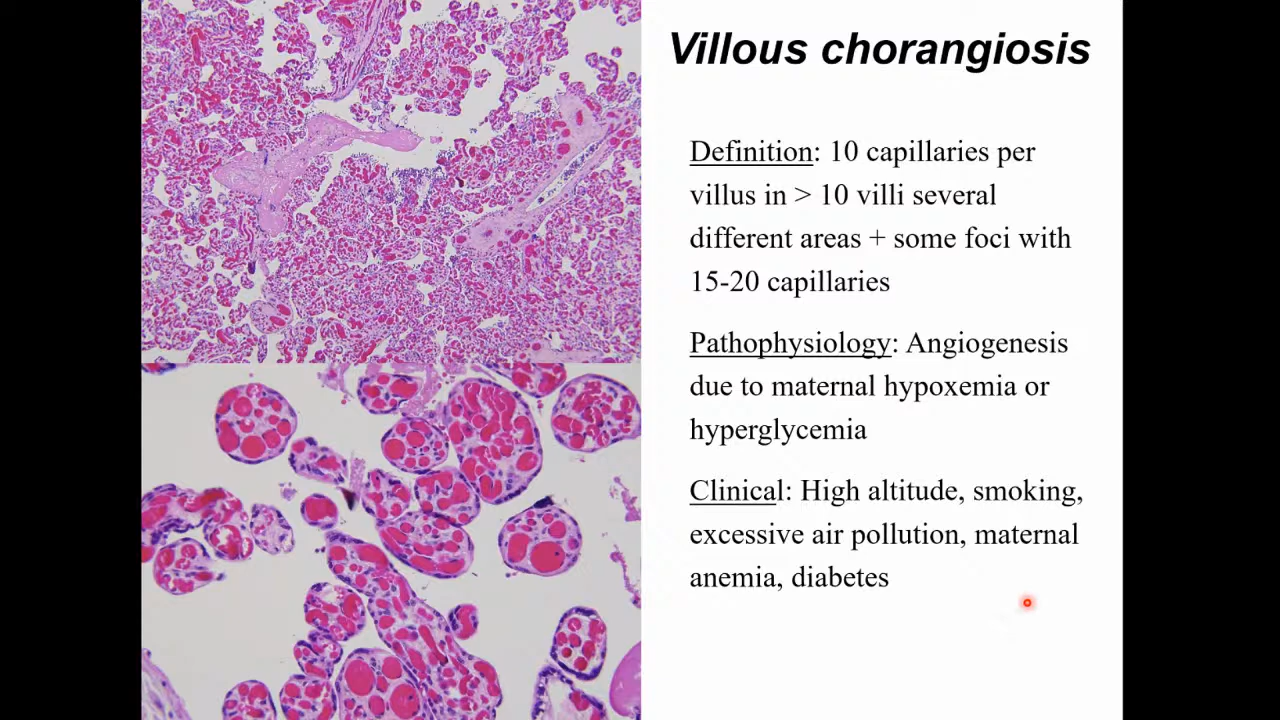 Villous chorangiosis
Definition: 10 capillaries per
villus in > 10 villi several
different areas + some foci with
15-20 capillaries
Pathophysiology: Angiogenesis
due to maternal hypoxemia or
hyperglycemia
Clinical: High altitude, smoking,
excessive air pollution, maternal
anemia, diabetes